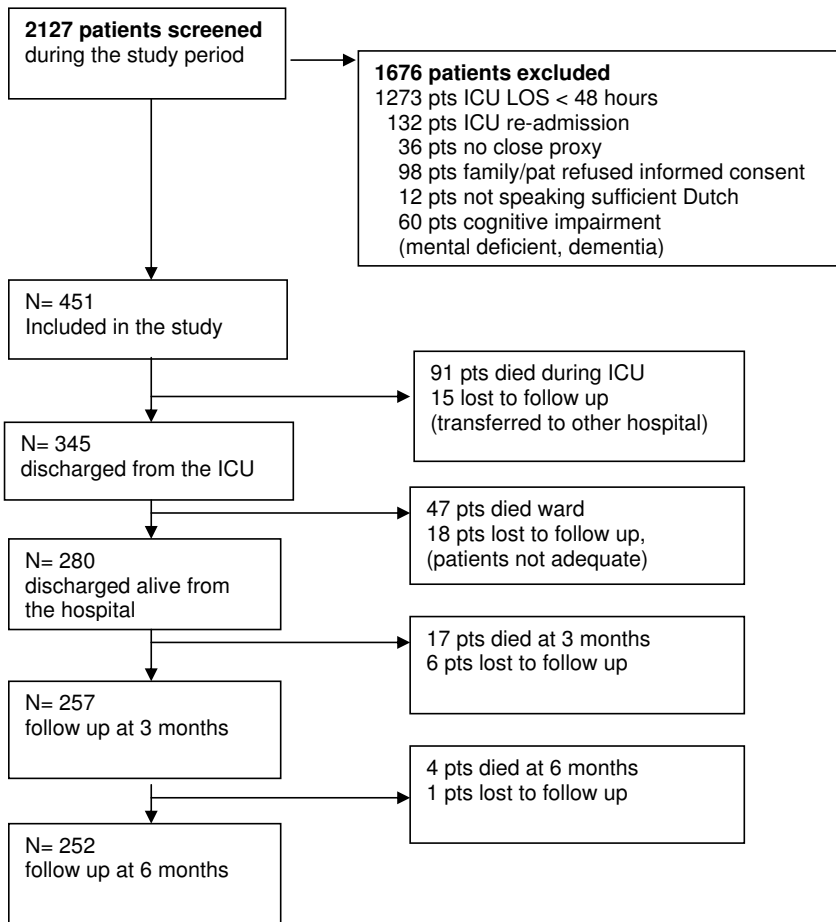 2127 patients screened
during the study period
1676 patients excluded
1273 pts ICU LOS < 48 hours
132 pts ICU re-admission
36 pts no close proxy
98 pts family/pat refused informed consent
12 pts not speaking sufficient Dutch
60 pts cognitive impairment
(mental deficient, dementia)
N= 451
Included in the study
91 pts died during ICU
15 lost to follow up
(transferred to other hospital)
N= 345
discharged from the ICU
47 pts died ward
18 pts lost to follow up,
(patients not adequate)
N= 280
discharged alive from
the hospital
17 pts died at 3 months
6 pts lost to follow up
N= 257
follow up at 3 months
4 pts died at 6 months
1 pts lost to follow up
N= 252
follow up at 6 months